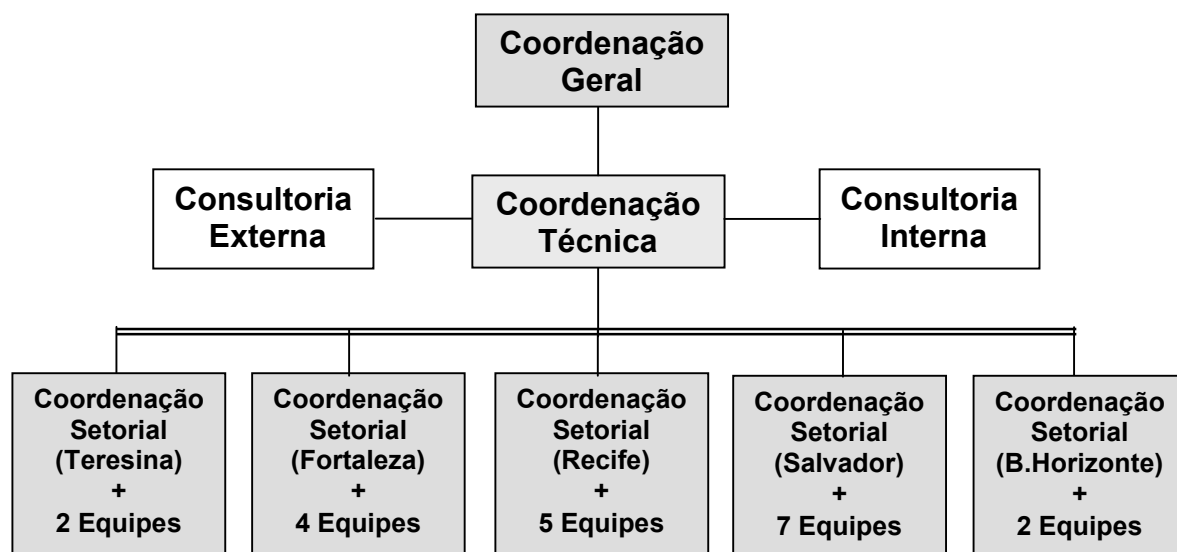 Coordenação
Geral
Consultoria
Externa
Coordenação
Técnica
Consultoria
Interna
Coordenação
Setorial
(Teresina)
+
2 Equipes
Coordenação
Setorial
(Fortaleza)
+
4 Equipes
Coordenação
Setorial
(Recife)
+
5 Equipes
Coordenação
Setorial
(Salvador)
+
7 Equipes
Coordenação
Setorial
(B.Horizonte)
+
2 Equipes